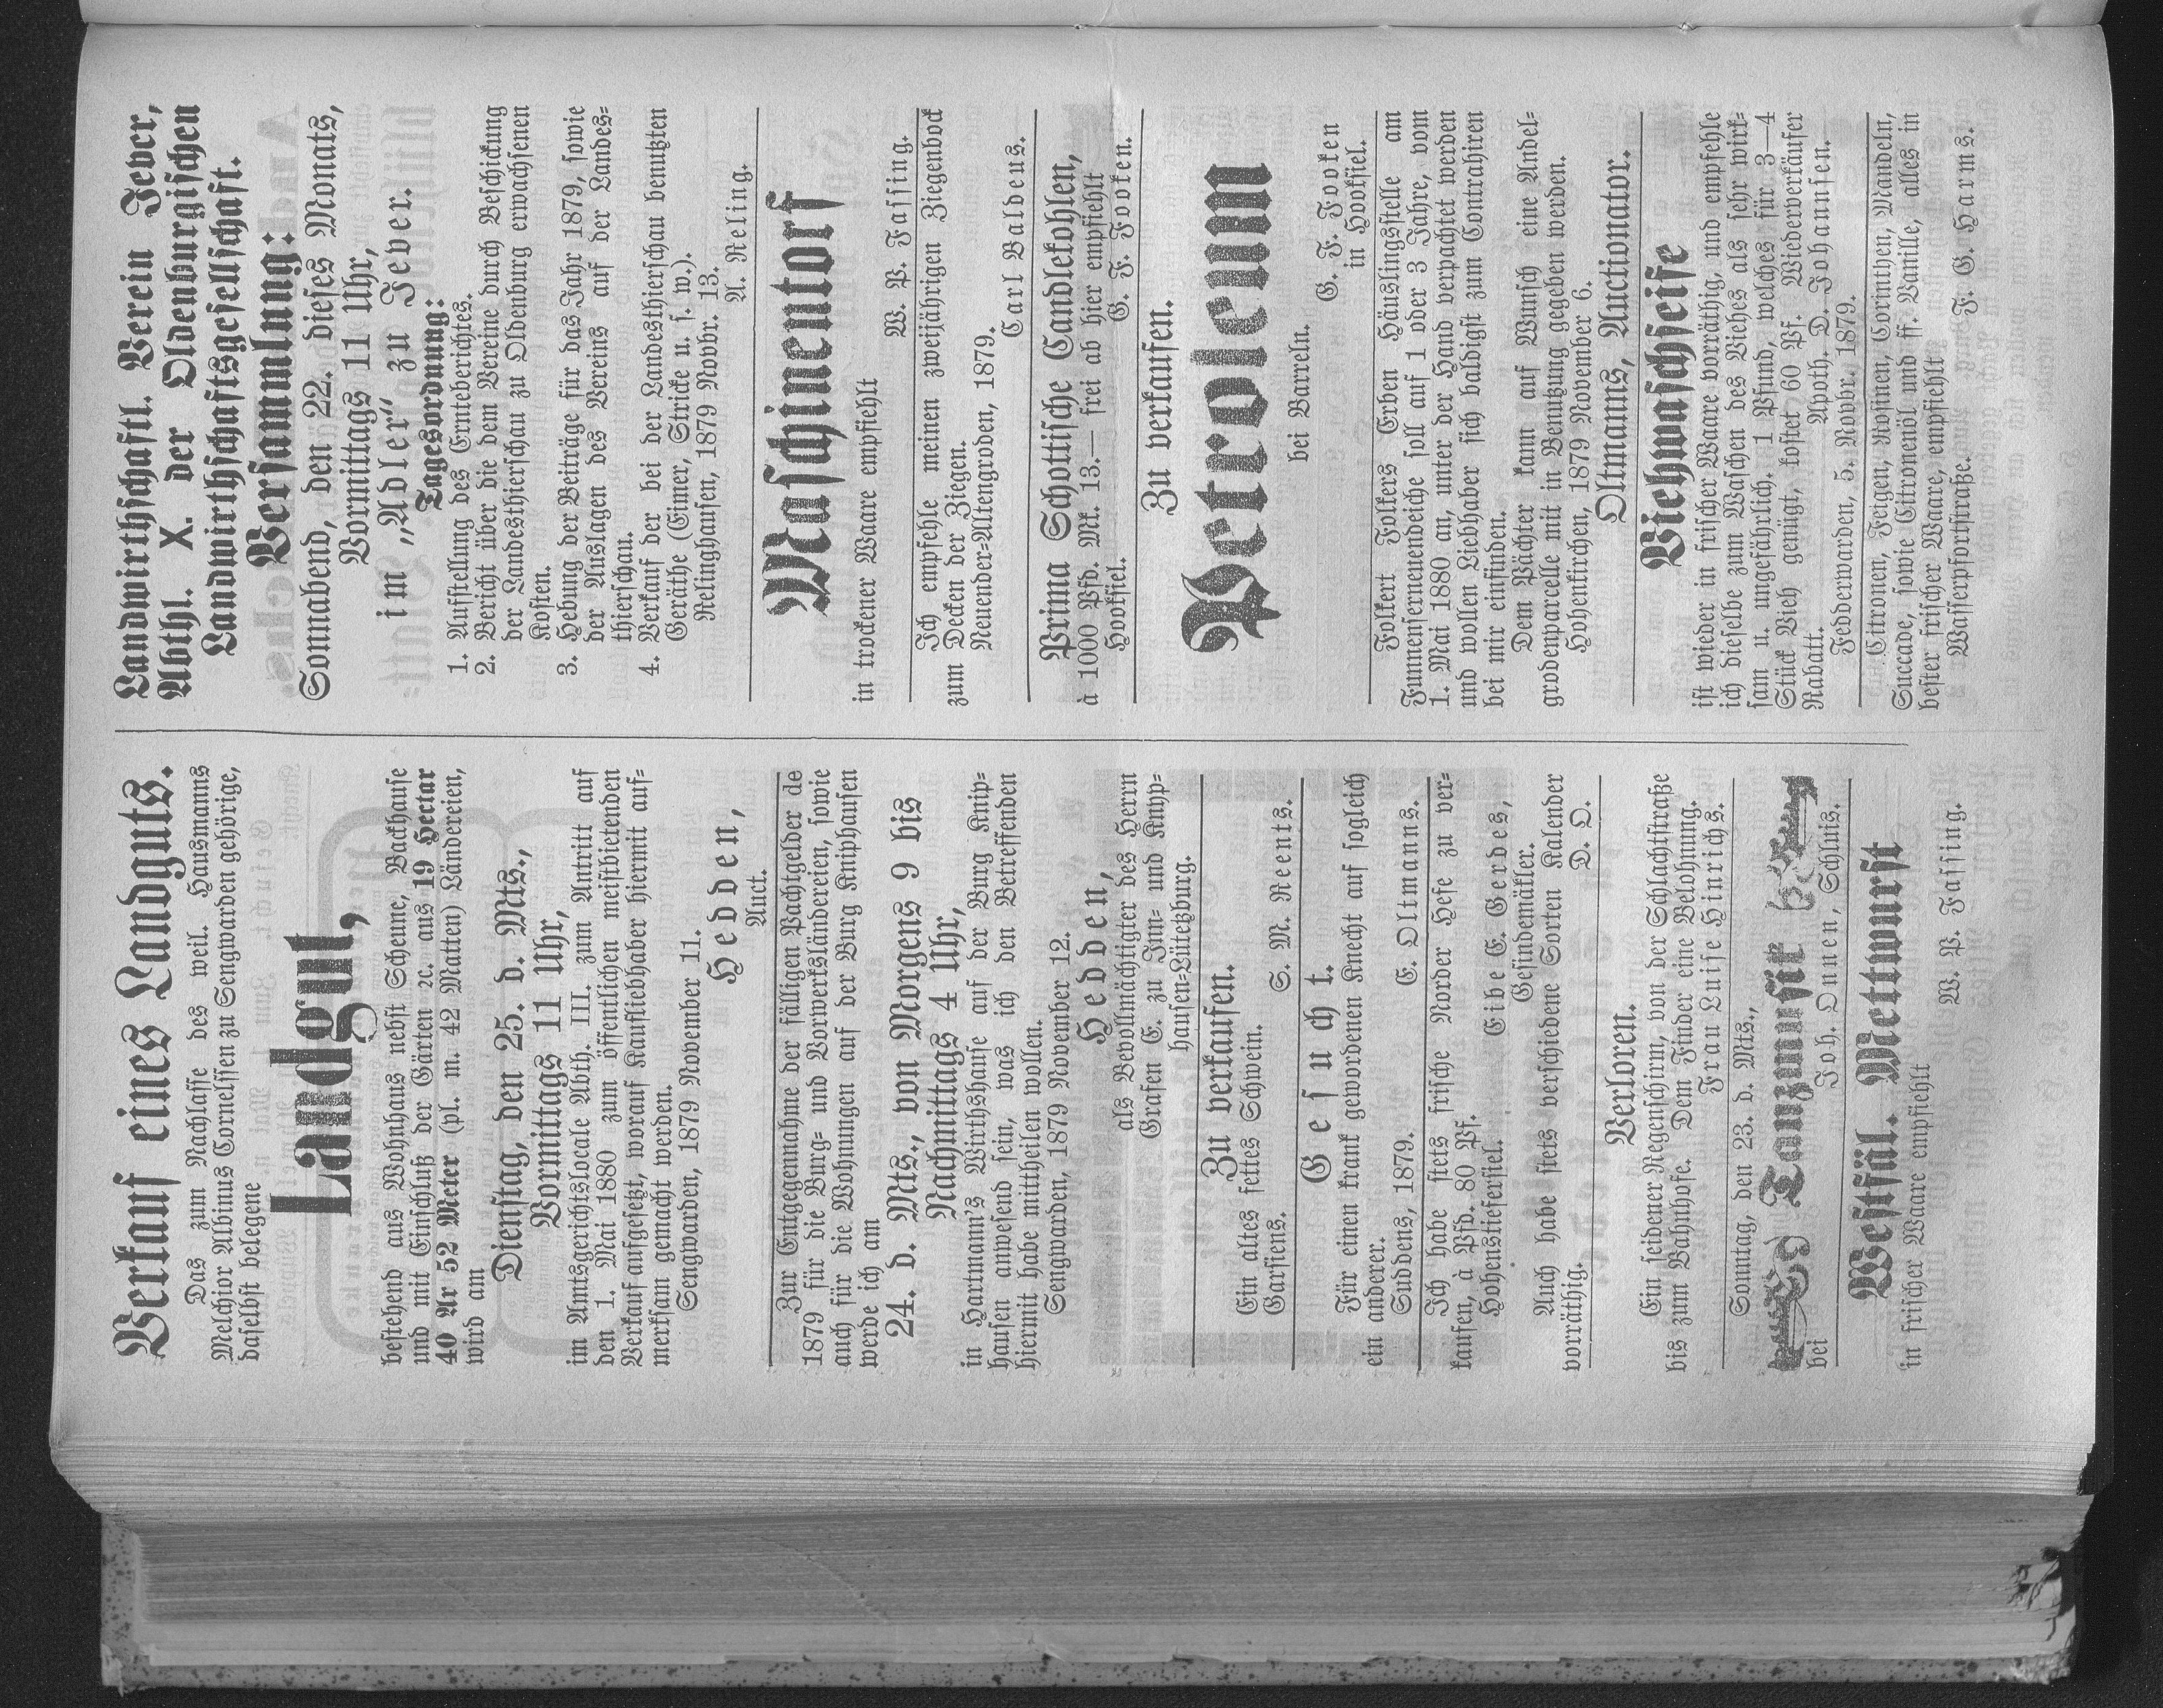 Verkauf eines Landguts.
Das zum Nachlasse des weil. Hausmanns
Melchior Albinus Cornelssen zu Sengwarden gehörige,
daselbst belegene
Landgut,
bestehend aus Wohnhaus nebst Scheune, Backhause
und mit Einschluß der Gärten ꝛc. aus 19 Hectar
40 Ar 52 Meter (pl. m. 42 Matten) Ländereien,
wird am
Dienstag, den 25. d. Mts.,
Vormittags 11 Uhr,
im Amtsgerichtslocale Abth. III. zum Antritt auf
den 1. Mai 1880 zum öffentlichen meistbietenden
Verkauf aufgesetzt, worauf Kaufliebhaber hiermit auf-
merksam gemacht werden.
Sengwarden, 1879 November 11.
Hedden,
Auct.
Zur Entgegennahme der fälligen Pachtgelder de
1879 für die Burg- und Vorwerksländereien, sowie
auch für die Wohnungen auf der Burg Kniphausen
werde ich am
24. d. Mts., von Morgens 9 bis
Nachmittags 4 Uhr,
in Hartmann's Wirthshause auf der Burg Knip-
hausen anwesend sein, was ich den Betreffenden
hiermit habe mittheilen wollen.
Sengwarden, 1879 November 12.
Hedden,
als Bevollmächtigter des Herrn
Grafen E. zu Inn- und Knyp-
hausen-Lützburg.
Zu verkaufen.
Ein altes fettes Schwein.
Garsiens. S. M. Reents.
Gesucht.
Für einen krank gewordenen Knecht auf sogleich
ein anderer.
Suddens, 1879. E. Oltmanns.
Ich habe stets frische Norder Hefe zu ver-
kaufen, à Pfd. 80 Pf.
Hohenstiefersiel. Eibe E. Gerdes,
Gesindemäkler.
Auch habe stets verschiedene Sorten Kalender
vorräthig. D. O.
Verloren.
Ein seidener Regenschirm, von der Schlachtstraße
bis zum Bahnhofe. Dem Finder eine Belohnung.
Frau Luise Hinrichs.
Sonntag, den 23. d. Mts.,
Tanzmusik
bei Joh. Onnen, Schluis.
Westfäl. Mettwurst
in frischer Waare empfiehlt
W. P. Fassing.
Landwirthschaftl. Verein Jever,
Abthl. X. der Oldenburgischen
Landwirthschaftsgesellschaft.
Versammlung:
Sonnabend, den 22. dieses Monats,
Vormittags 11 Uhr,
im „Adler“ zu Jever.
Tagesordnung:
1. Aufstellung des Ernteberichtes.
2. Bericht über die dem Vereine durch Beschickung
der Landesthierschau zu Oldenburg erwachsenen
Kosten.
3. Hebung der Beiträge für das Jahr 1879, sowie
der Auslagen des Vereins auf der Landes-
thierschau.
4. Verkauf der bei der Landesthierschau benutzten
Geräthe (Eimer, Stricke u. s. w.).
Relinghausen, 1879 Novbr. 13.
A. Reling.
Maschinentorf
in trockener Waare empfiehlt
W. P. Fassing.
Ich empfehle meinen zweijährigen Ziegenbock
zum Decken der Ziegen.
Neuender-Altengroden, 1879.
Carl Baldeus.
Prima Schottische Candlekohlen,
à 1000 Pfd. Mk. 13.— frei ab hier empfiehlt
Hooksiel. G. F. Fooken.
Zu verkaufen.
Petroleum
bei Barreln.
G. F. Fooken
in Hooksiel.
Folkert Folkers Erben Häuslingsstelle am
Funnenserneuendeiche soll auf 1 oder 3 Jahre, vom
1. Mai 1880 an, unter der Hand verpachtet werden
und wollen Liebhaber sich baldigst zum Contrahiren
bei mir einfinden.
Dem Pächter kann auf Wunsch eine Andel-
grodenparcelle mit in Benutzung gegeben werden.
Hohenkirchen, 1879 November 6.
Oltmanns, Auctionator.
Viehwaschseife
ist wieder in frischer Waare vorräthig, und empfehle
ich dieselbe zum Waschen des Viehes als sehr wirk-
sam u. ungefährlich. 1 Pfund, welches für 3—4
Stück Vieh genügt, kostet 60 Pf. Wiederverkäufer
Rabatt. Apoth. D. Johannsen.
Fedderwarden, 5. Novbr. 1879.
Citronen, Feigen, Rosinen, Corinthen, Mandeln,
Succade, sowie Citronenöl und ff. Vanille, alles in
bester frischer Waare, empfiehlt
Wasserpfortstraße. F. G. Harms.